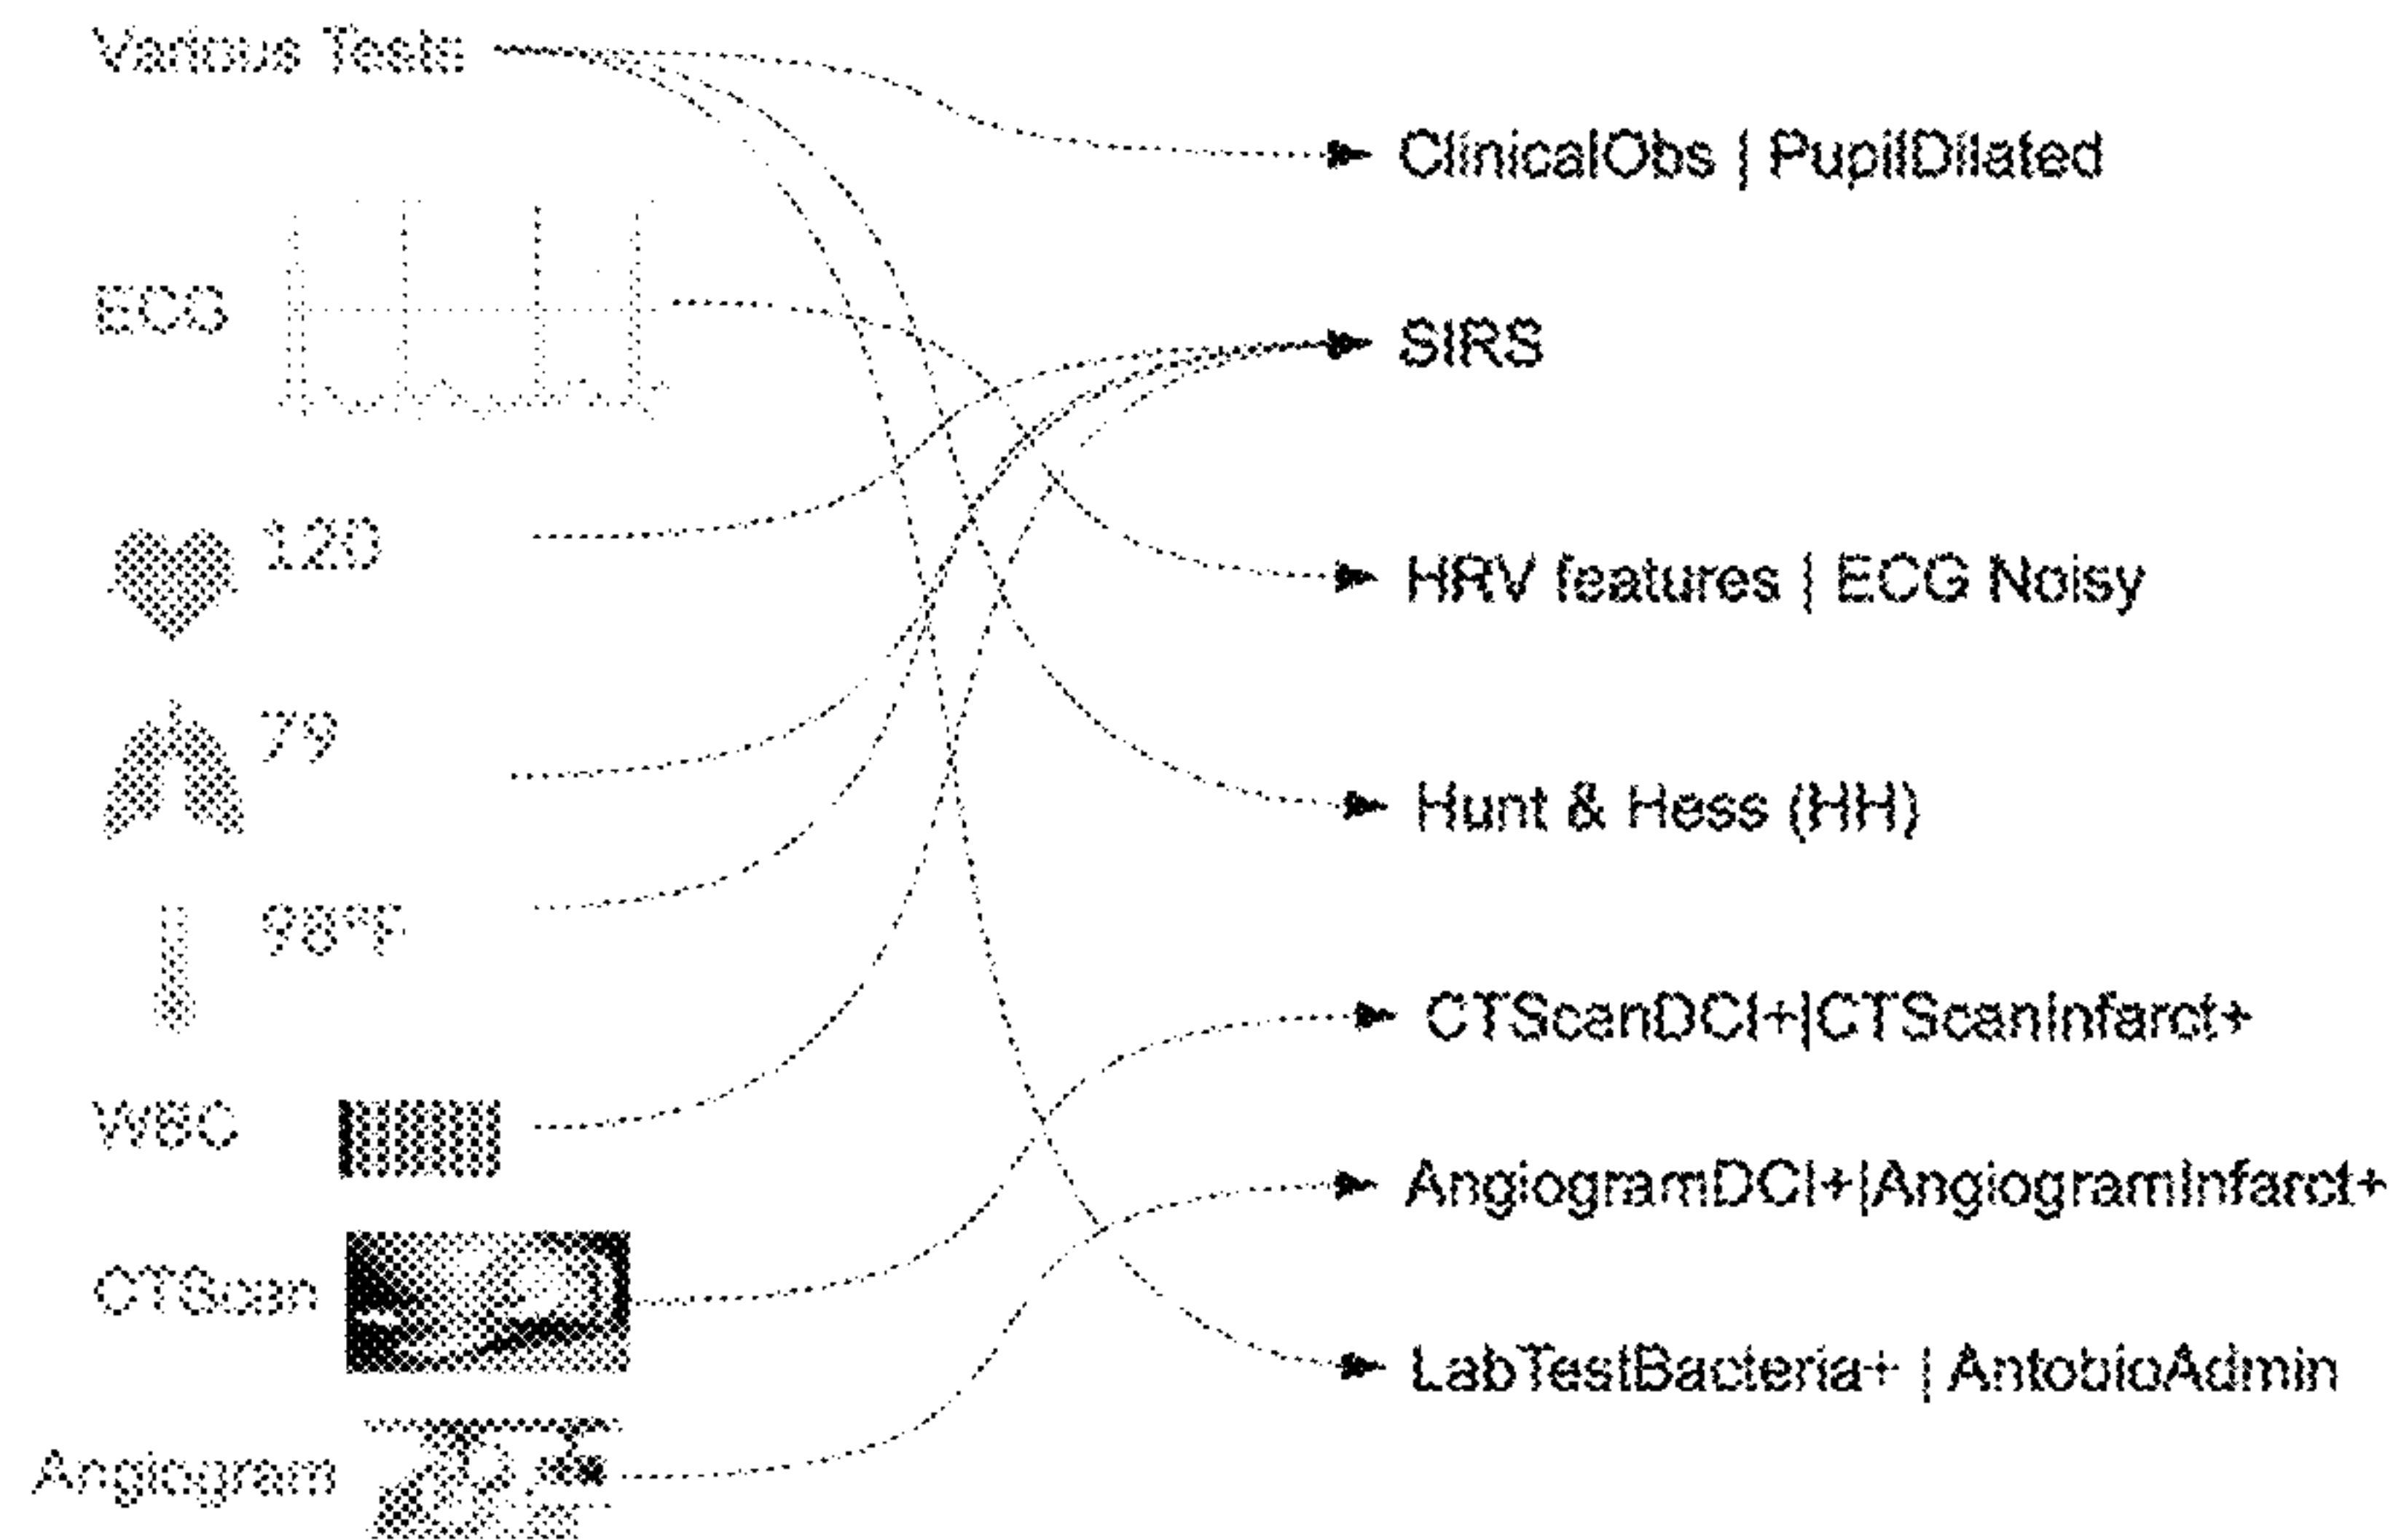 Various Tests
ClinicalObs | PupilDilated
ECG
SIRS
120
HRV features | ECG Noisy
79
Hunt & Hess (HH)
98°F
CTScanDCI+|CTScanInfarct+
WBC
AngiogramDCI+|AngiogramInfarct+
CTScan
LabTestBacteria+ | AntobioAdmin
Angiogram